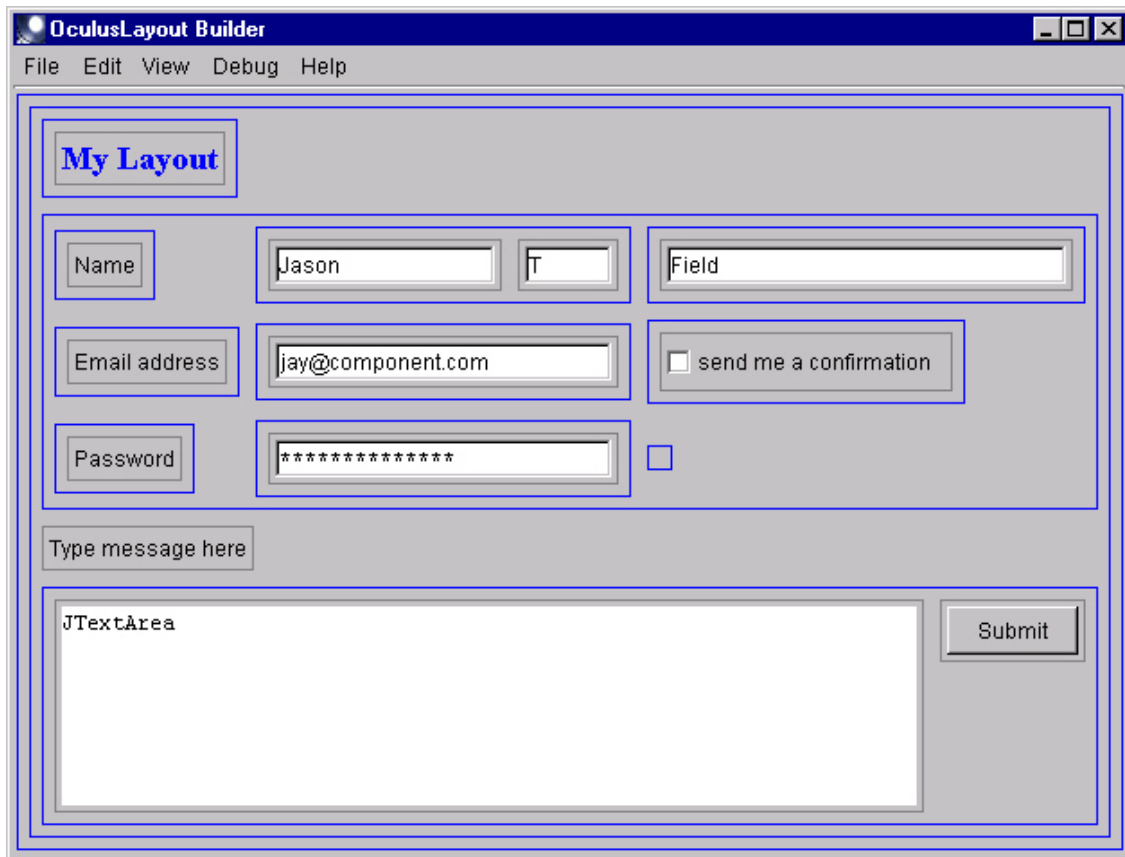 OculusLayout Builder
File Edit View Debug Help
My Layout
Name Jason T Field
Email address jay@component.com send me a confirmation
Password **************
Type message here
JTextArea Submit